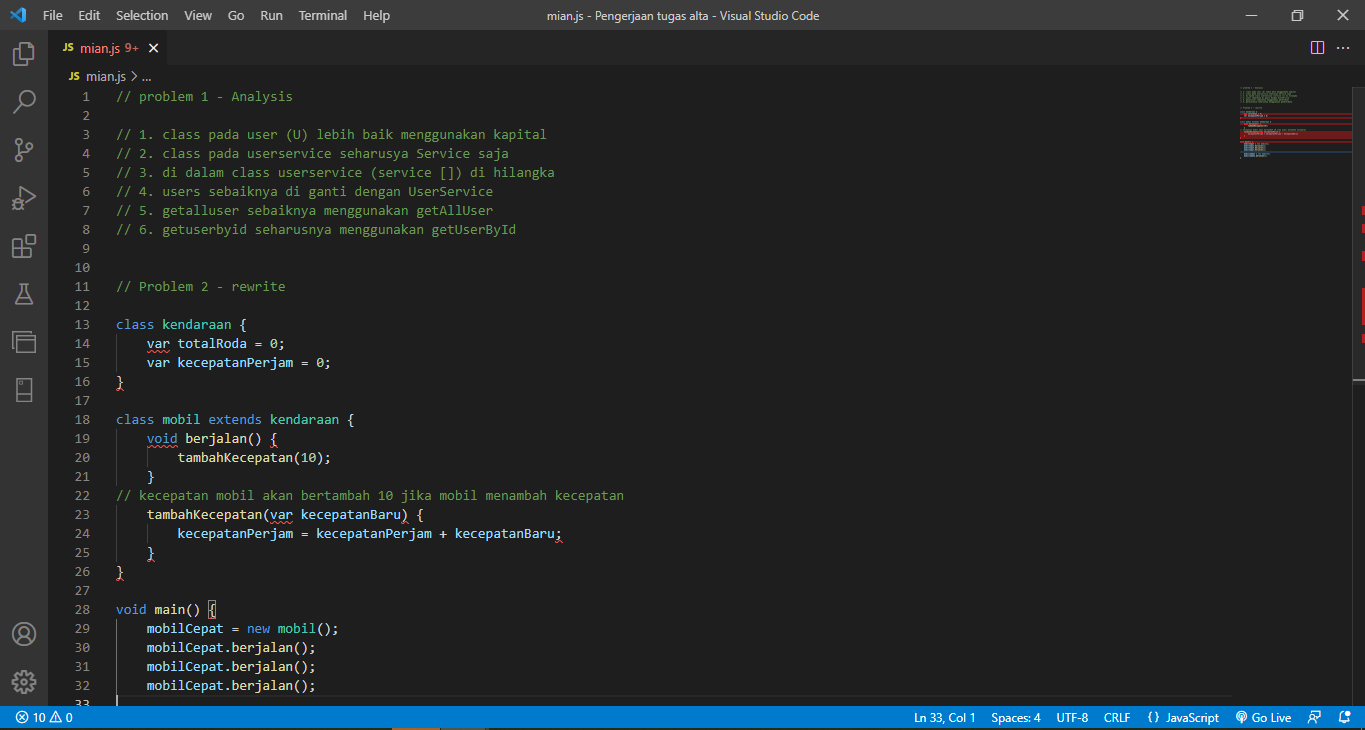 File Edit Selection View Go Run Terminal Help mian.js - Pengerjaan tugas alta - Visual Studio Code
JS mian.js 9+
JS mian.js > ...
1 // problem 1 - Analysis
2
3 // 1. class pada user (U) lebih baik menggunakan kapital
4 // 2. class pada userservice seharusya Service saja
5 // 3. di dalam class userservice (service []) di hilangka
6 // 4. users sebaiknya di ganti dengan UserService
7 // 5. getalluser sebaiknya menggunakan getAllUser
8 // 6. getuserbyid seharusnya menggunakan getUserById
9
10
11 // Problem 2 - rewrite
12
13 class kendaraan {
14 var totalRoda = 0;
15 var kecepatanPerjam = 0;
16 }
17
18 class mobil extends kendaraan {
19 void berjalan() {
20 tambahKecepatan(10);
21 }
22 // kecepatan mobil akan bertambah 10 jika mobil menambah kecepatan
23 tambahKecepatan(var kecepatanBaru) {
24 kecepatanPerjam = kecepatanPerjam + kecepatanBaru;
25 }
26 }
27
28 void main() {
29 mobilCepat = new mobil();
30 mobilCepat.berjalan();
31 mobilCepat.berjalan();
32 mobilCepat.berjalan();
33
10 0 Ln 33, Col 1 Spaces: 4 UTF-8 CRLF {} JavaScript Go Live